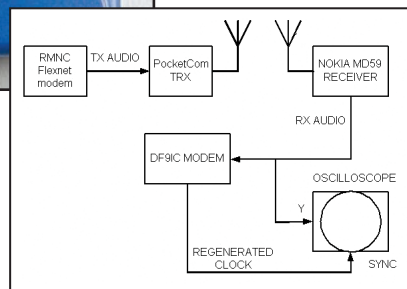 RMNC
Flexnet
modem
TX AUDIO
PocketCom
TRX
NOKIA MD59
RECEIVER
RX AUDIO
DF9IC MODEM
OSCILLOSCOPE
Y
REGENERATED
CLOCK
SYNC